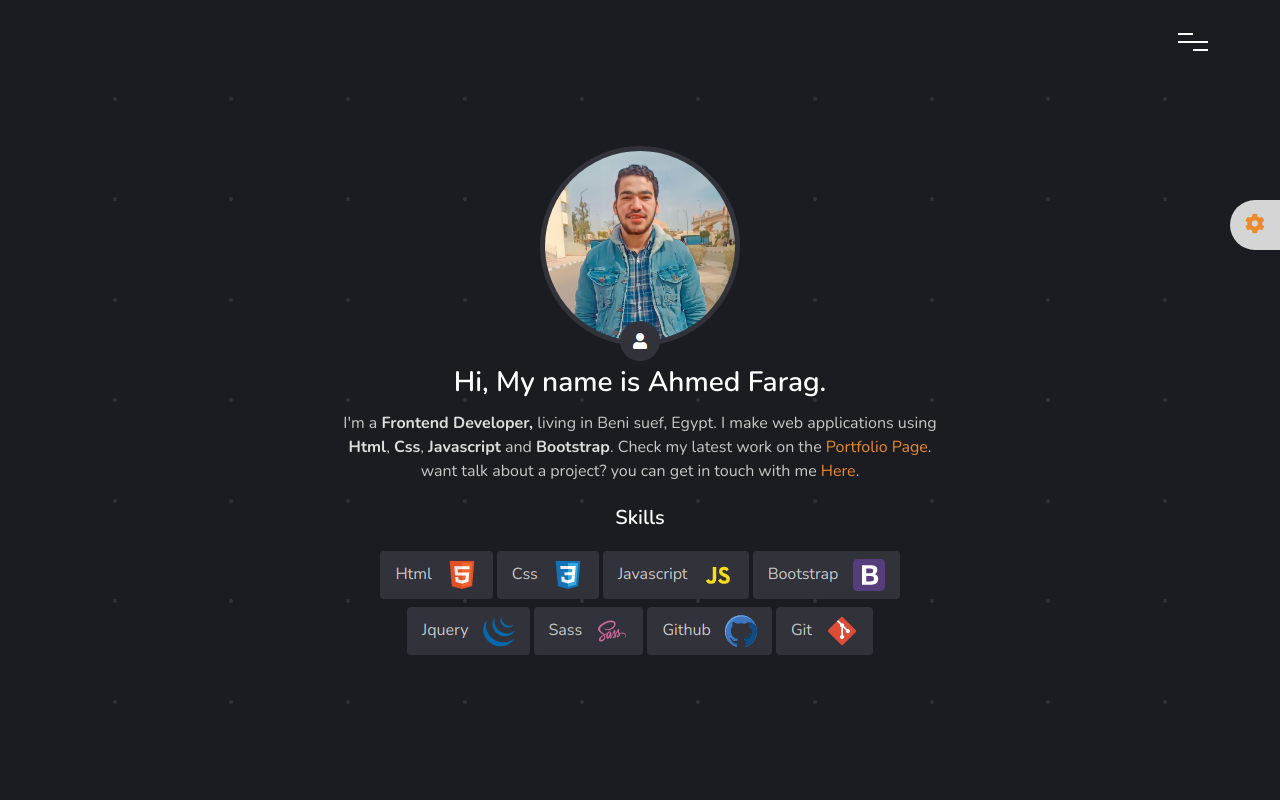 Hi, My name is Ahmed Farag.
I'm a Frontend Developer, living in Beni suef, Egypt. I make web applications using
Html, Css, Javascript and Bootstrap. Check my latest work on the Portfolio Page.
want talk about a project? you can get in touch with me Here.
Skills
Html 5 Css 3 Javascript JS Bootstrap B
Jquery Sass Sass Github Git